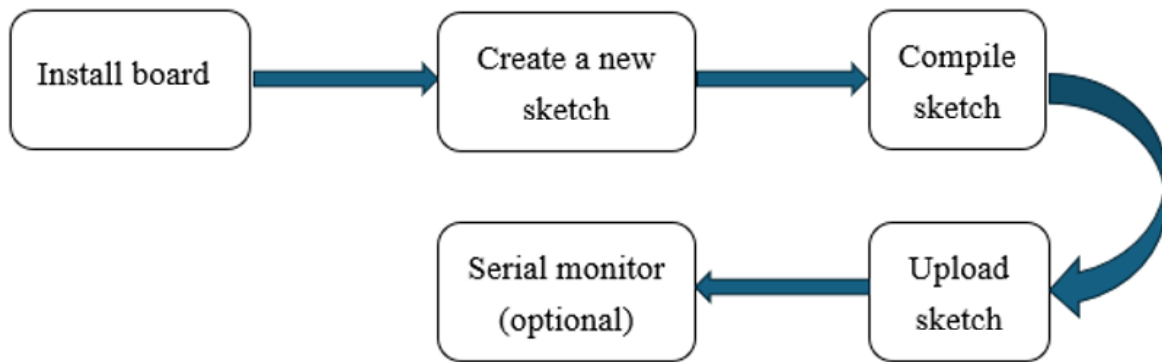 Install board
Create a new
sketch
Compile
sketch
Upload
sketch
Serial monitor
(optional)